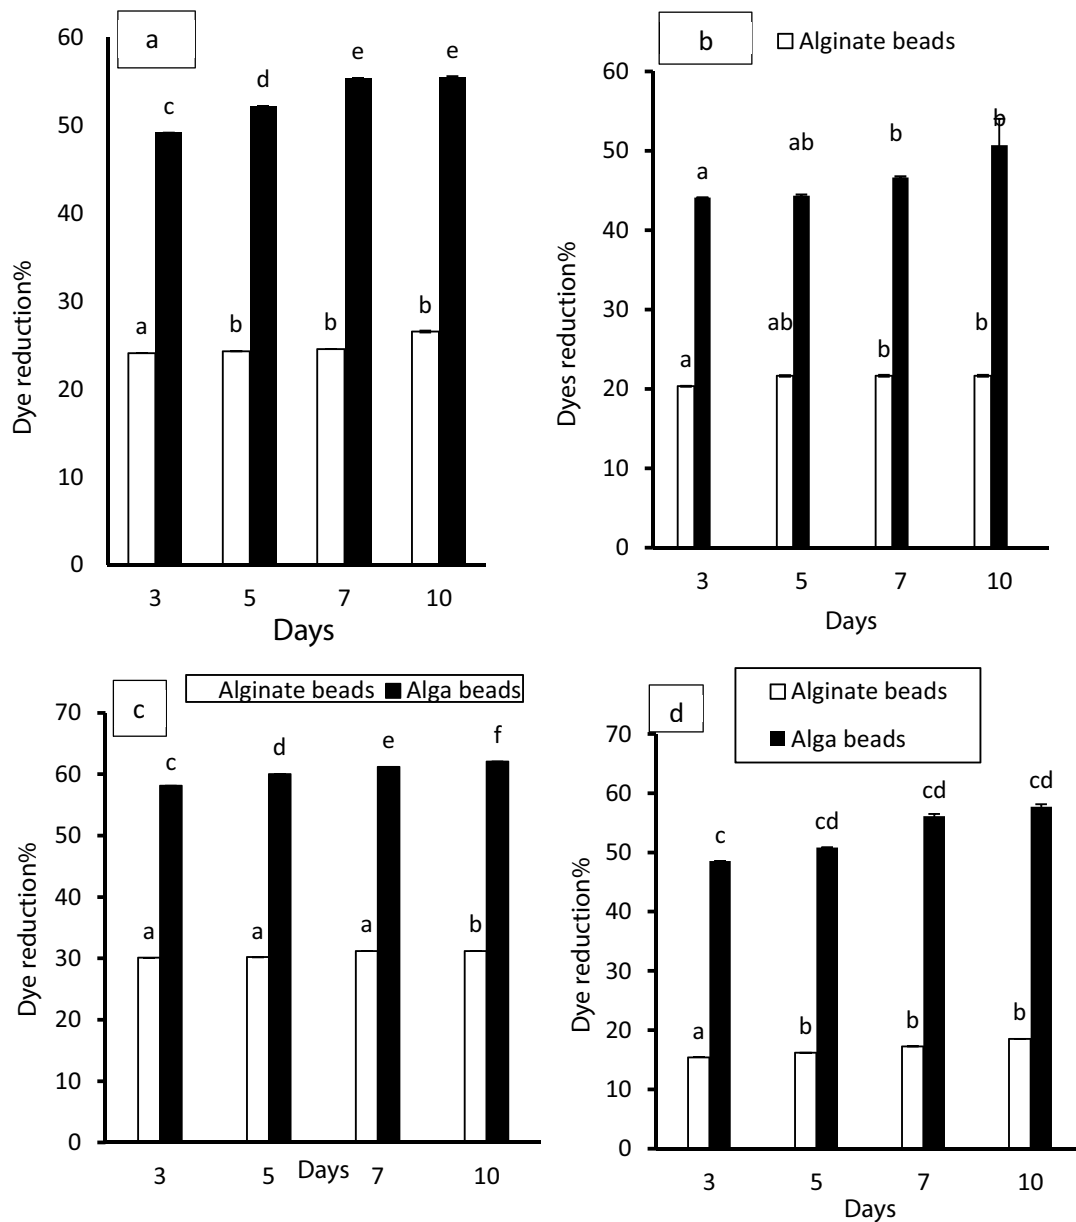 a
60
50
40
30
20
10
0
Dye reduction%
c
d
e
e
a
b
b
b
3 5 7 10
Days
b
Alginate beads
60
50
40
30
20
10
0
Dyes reduction%
a
ab
b
b
a
ab
b
b
3 5 7 10
Days
c
Alginate beads Alga beads
70
60
50
40
30
20
10
0
Dye reduction%
c
d
e
f
a
a
a
b
3 5 7 10
Days
d
Alginate beads
Alga beads
70
60
50
40
30
20
10
0
Dye reduction%
c
cd
cd
cd
a
b
b
b
3 5 7 10
Days